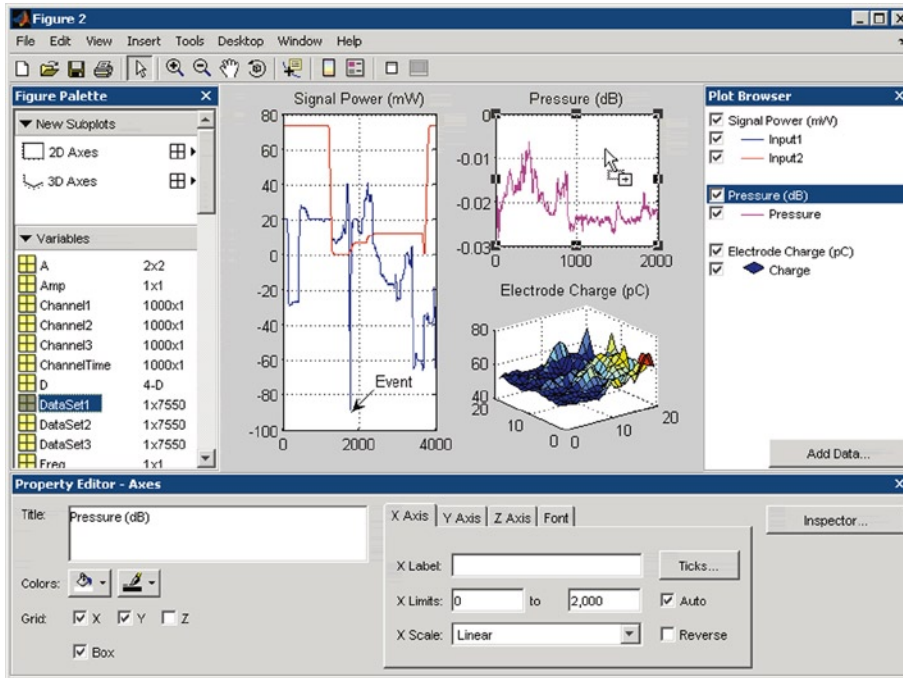 Figure 2
File Edit View Insert Tools Desktop Window Help
Figure Palette
New Subplots
2D Axes
3D Axes
Variables
A 2x2
Amp 1x1
Channel1 1000x1
Channel2 1000x1
Channel3 1000x1
ChannelTime 1000x1
D 4-D
DataSet1 1x7550
DataSet2 1x7550
DataSet3 1x7550
Freq 1x1
Signal Power (mW)
80
60
40
20
0
-20
-40
-60
-80
-100
0 2000 4000
Event
Pressure (dB)
0
-0.01
-0.02
-0.03
0 1000 2000
Electrode Charge (pC)
80
60
40
20 10 0
0 10 20
Plot Browser
Signal Power (mW)
Input1
Input2
Pressure (dB)
Pressure
Electrode Charge (pC)
Charge
Add Data...
Property Editor - Axes
Title: Pressure (dB)
Colors:
Grid: X Y Z
Box
X Axis Y Axis Z Axis Font
X Label: Ticks...
X Limits: 0 to 2,000 Auto
X Scale: Linear Reverse
Inspector...